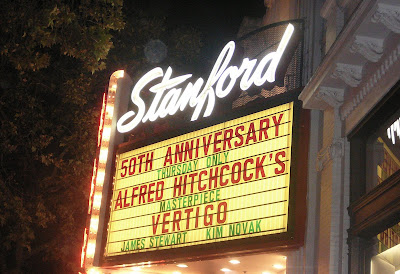 Stanford
50TH ANNIVERSARY
THURSDAY ONLY
ALFRED HITCHCOCK'S
MASTERPIECE
VERTIGO
JAMES STEWART KIM NOVAK